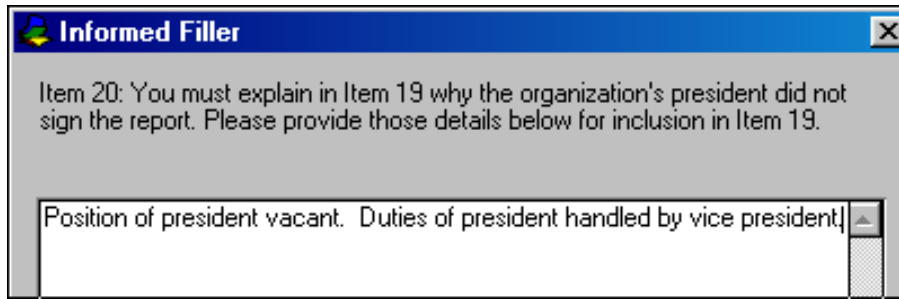 Informed Filler
Item 20: You must explain in Item 19 why the organization's president did not
sign the report. Please provide those details below for inclusion in Item 19.
Position of president vacant.  Duties of president handled by vice president.